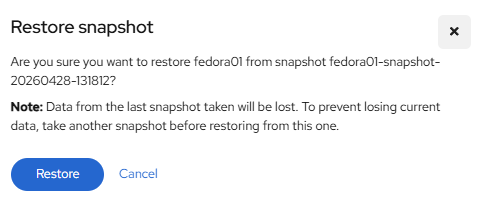 Restore snapshot
Are you sure you want to restore fedora01 from snapshot fedora01-snapshot-
20260428-131812?
Note: Data from the last snapshot taken will be lost. To prevent losing current
data, take another snapshot before restoring from this one.
Restore Cancel